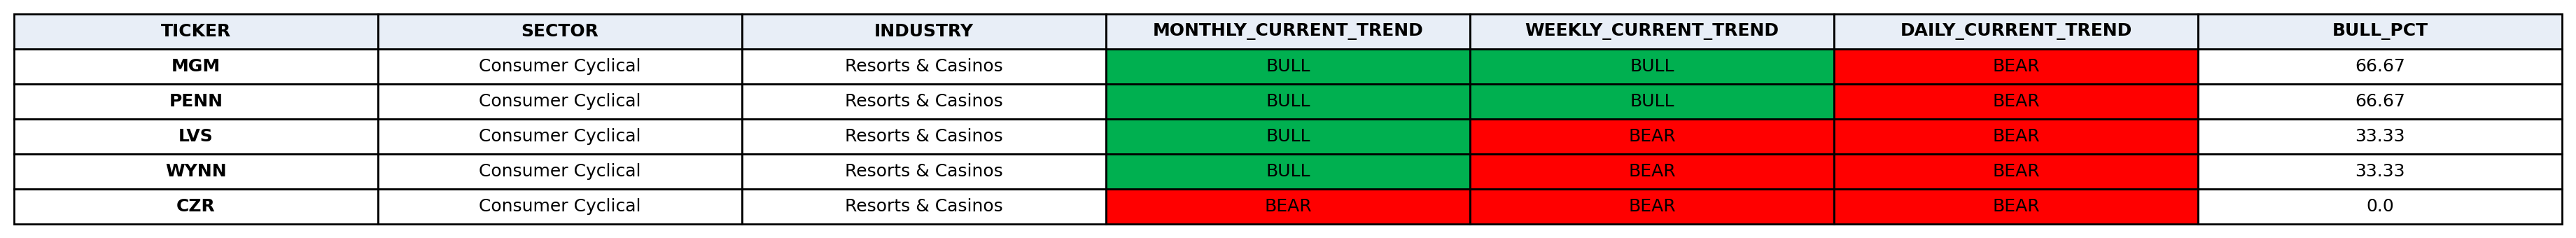 TICKER SECTOR INDUSTRY MONTHLY_CURRENT_TREND WEEKLY_CURRENT_TREND DAILY_CURRENT_TREND BULL_PCT
MGM Consumer Cyclical Resorts & Casinos BULL BULL BEAR 66.67
PENN Consumer Cyclical Resorts & Casinos BULL BULL BEAR 66.67
LVS Consumer Cyclical Resorts & Casinos BULL BEAR BEAR 33.33
WYNN Consumer Cyclical Resorts & Casinos BULL BEAR BEAR 33.33
CZR Consumer Cyclical Resorts & Casinos BEAR BEAR BEAR 0.0